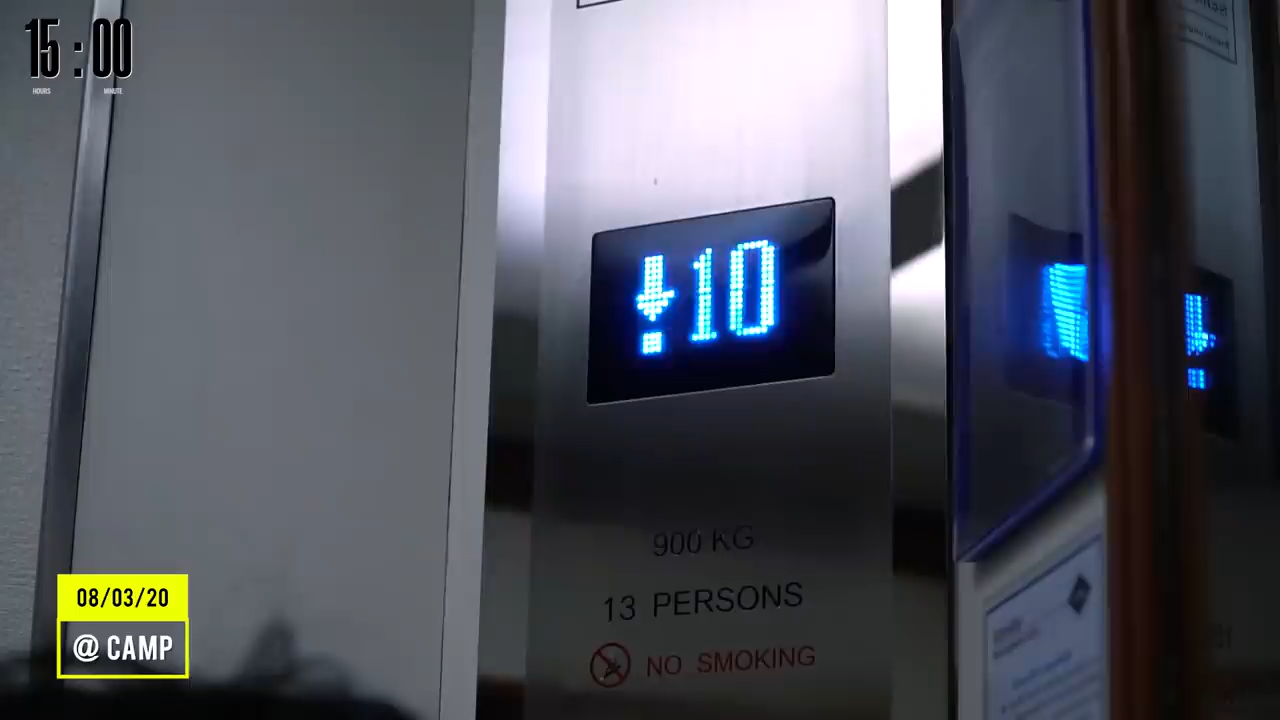 15 : 00
HOURS MINUTE
10
900 KG
13 PERSONS
NO SMOKING
08/03/20
@ CAMP